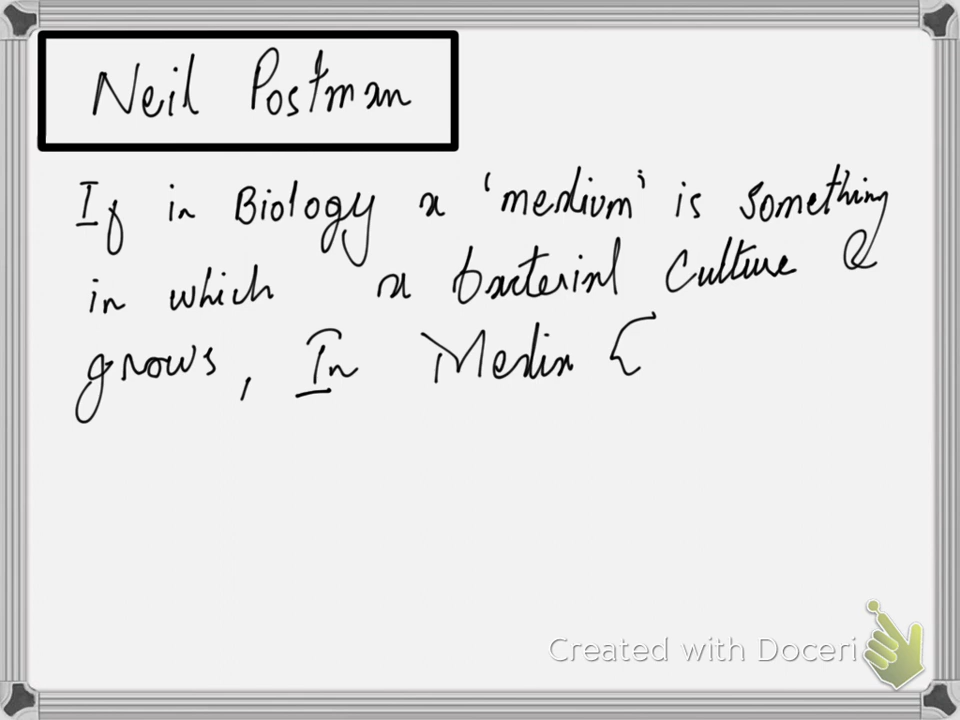 Neil Postman
If in Biology a 'medium' is something
in which a bacterial culture
grows, In Media
Created with Doceri